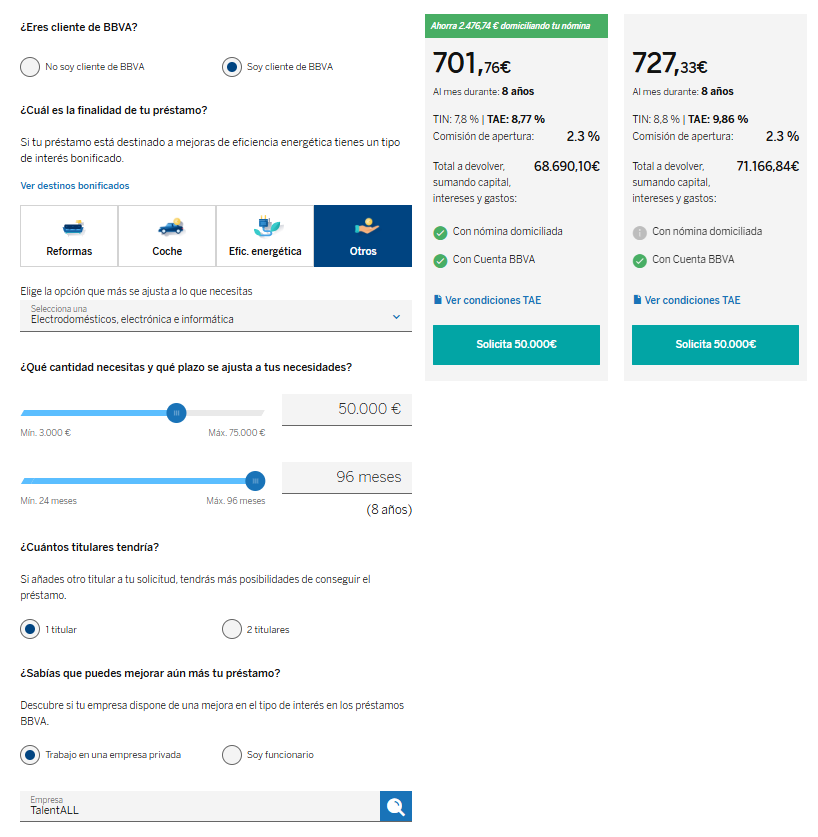 ¿Eres cliente de BBVA?
No soy cliente de BBVA
Soy cliente de BBVA
¿Cuál es la finalidad de tu préstamo?
Si tu préstamo está destinado a mejoras de eficiencia energética tienes un tipo
de interés bonificado.
Ver destinos bonificados
Reformas
Coche
Efic. energética
Otros
Elige la opción que más se ajusta a lo que necesitas
Selecciona una
Electrodomésticos, electrónica e informática
¿Qué cantidad necesitas y qué plazo se ajusta a tus necesidades?
50.000 €
Mín. 3.000 €
Máx. 75.000 €
96 meses
Mín. 24 meses
Máx. 96 meses
(8 años)
¿Cuántos titulares tendría?
Si añades otro titular a tu solicitud, tendrás más posibilidades de conseguir el
préstamo.
1 titular
2 titulares
¿Sabías que puedes mejorar aún más tu préstamo?
Descubre si tu empresa dispone de una mejora en el tipo de interés en los préstamos
BBVA.
Trabajo en una empresa privada
Soy funcionario
Empresa
TalentALL
Ahorra 2.476,74 € domiciliando tu nómina
701,76€
Al mes durante: 8 años
TIN: 7,8 % | TAE: 8,77 %
Comisión de apertura: 2.3 %
Total a devolver, 68.690,10€
sumando capital,
intereses y gastos:
Con nómina domiciliada
Con Cuenta BBVA
Ver condiciones TAE
Solicita 50.000€
727,33€
Al mes durante: 8 años
TIN: 8,8 % | TAE: 9,86 %
Comisión de apertura: 2.3 %
Total a devolver, 71.166,84€
sumando capital,
intereses y gastos:
Con nómina domiciliada
Con Cuenta BBVA
Ver condiciones TAE
Solicita 50.000€